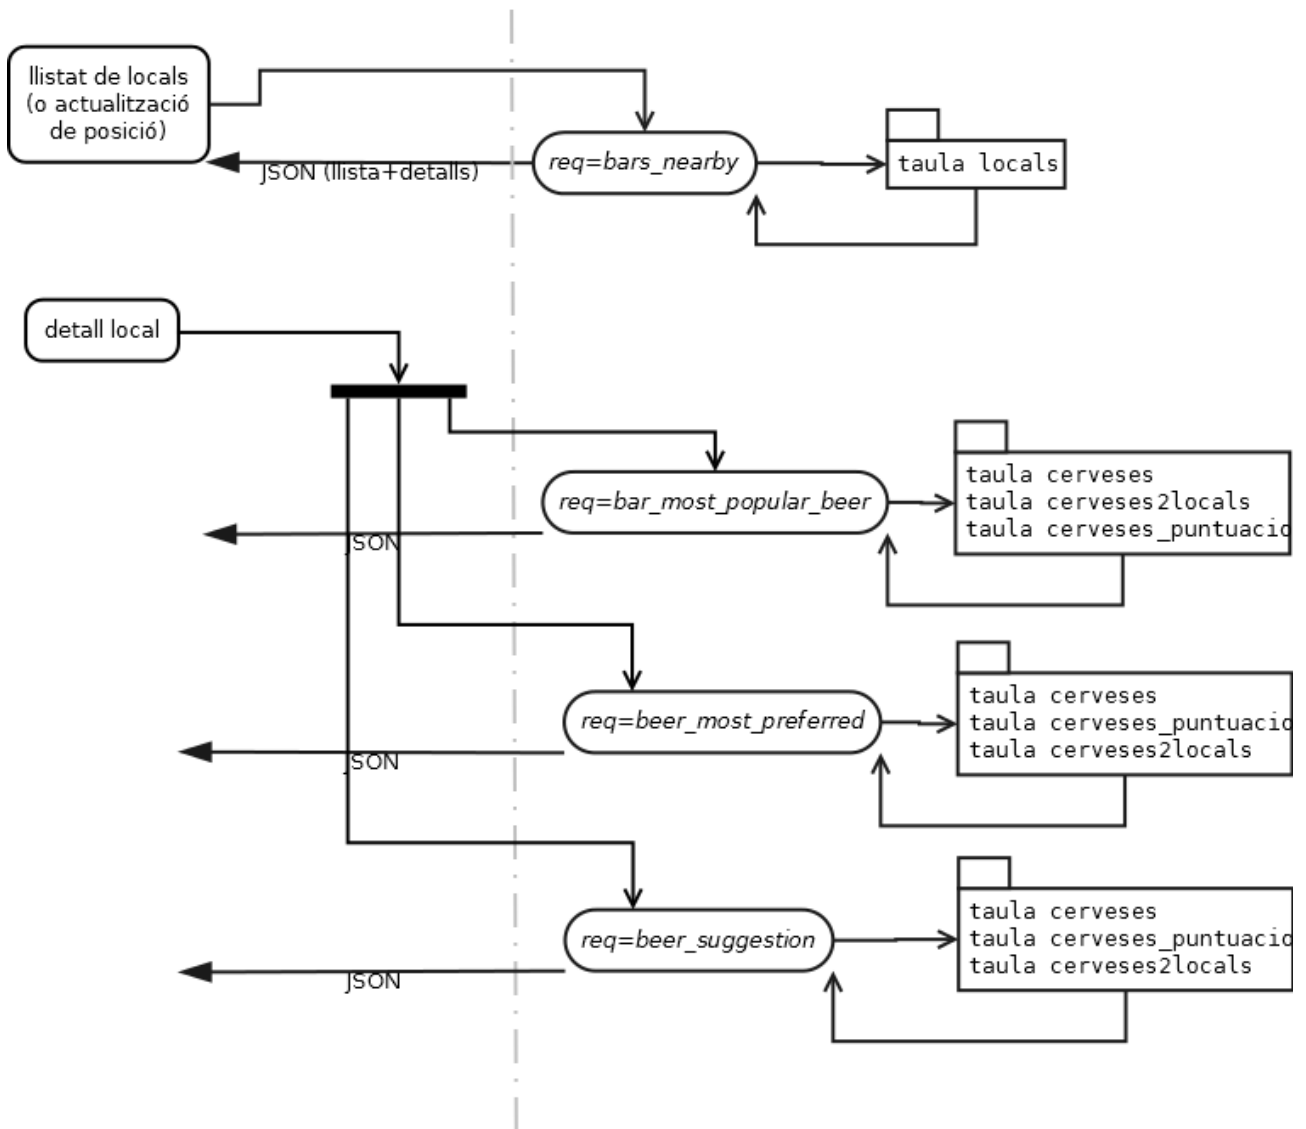 llistat de locals
(o actualització
de posició)
JSON (llista+detalls)
req=bars_nearby
taula locals
detall local
req=bar_most_popular_beer
taula cerveses
taula cerveses2locals
taula cerveses_puntuacio
JSON
req=beer_most_preferred
taula cerveses
taula cerveses_puntuacio
taula cerveses2locals
JSON
req=beer_suggestion
taula cerveses
taula cerveses_puntuacio
taula cerveses2locals
JSON